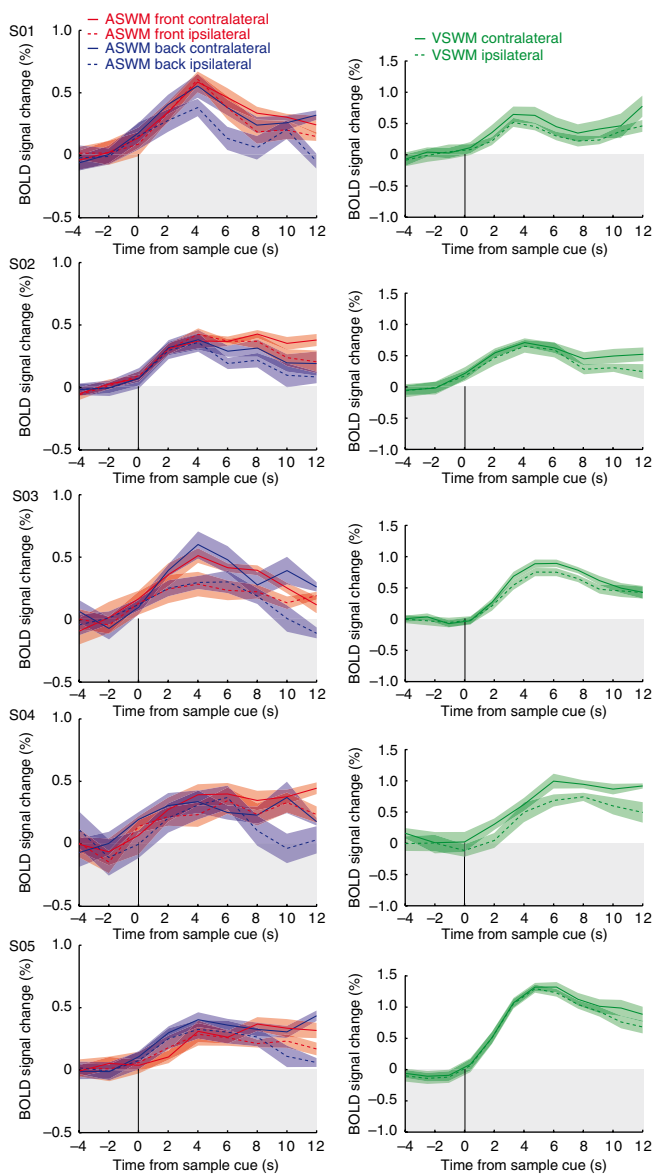 S01
ASWM front contralateral
ASWM front ipsilateral
ASWM back contralateral
ASWM back ipsilateral
BOLD signal change (%)
1.0
0.5
0
−0.5
−4 −2 0 2 4 6 8 10 12
Time from sample cue (s)
VSWM contralateral
VSWM ipsilateral
BOLD signal change (%)
1.5
1.0
0.5
0
−0.5
−1.0
−4 −2 0 2 4 6 8 10 12
Time from sample cue (s)
S02
BOLD signal change (%)
1.0
0.5
0
−0.5
−4 −2 0 2 4 6 8 10 12
Time from sample cue (s)
BOLD signal change (%)
1.5
1.0
0.5
0
−0.5
−1.0
−4 −2 0 2 4 6 8 10 12
Time from sample cue (s)
S03
BOLD signal change (%)
1.0
0.5
0
−0.5
−4 −2 0 2 4 6 8 10 12
Time from sample cue (s)
BOLD signal change (%)
1.5
1.0
0.5
0
−0.5
−1.0
−4 −2 0 2 4 6 8 10 12
Time from sample cue (s)
S04
BOLD signal change (%)
1.0
0.5
0
−0.5
−4 −2 0 2 4 6 8 10 12
Time from sample cue (s)
BOLD signal change (%)
1.5
1.0
0.5
0
−0.5
−1.0
−4 −2 0 2 4 6 8 10 12
Time from sample cue (s)
S05
BOLD signal change (%)
1.0
0.5
0
−0.5
−4 −2 0 2 4 6 8 10 12
Time from sample cue (s)
BOLD signal change (%)
1.5
1.0
0.5
0
−0.5
−1.0
−4 −2 0 2 4 6 8 10 12
Time from sample cue (s)